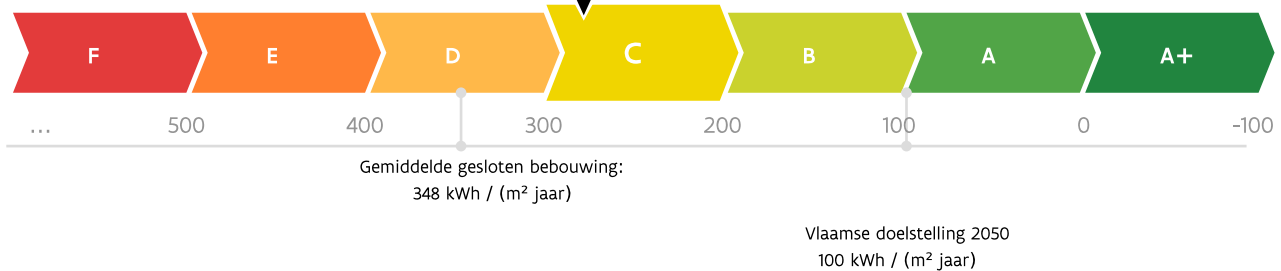 F E D C B A A+
... 500 400 300 200 100 0 -100
Gemiddelde gesloten bebouwing:
348 kWh / (m² jaar)
Vlaamse doelstelling 2050
100 kWh / (m² jaar)